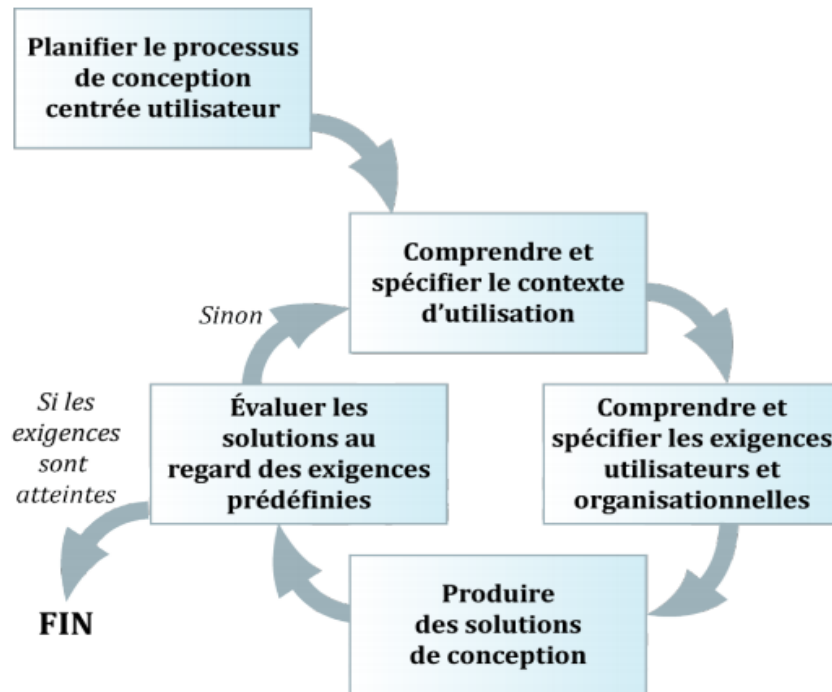 Planifier le processus
de conception
centrée utilisateur
Comprendre et
spécifier le contexte
d'utilisation
Sinon
Si les
exigences
sont
atteintes
Évaluer les
solutions au
regard des exigences
prédéfinies
Comprendre et
spécifier les exigences
utilisateurs et
organisationnelles
FIN
Produire
des solutions
de conception